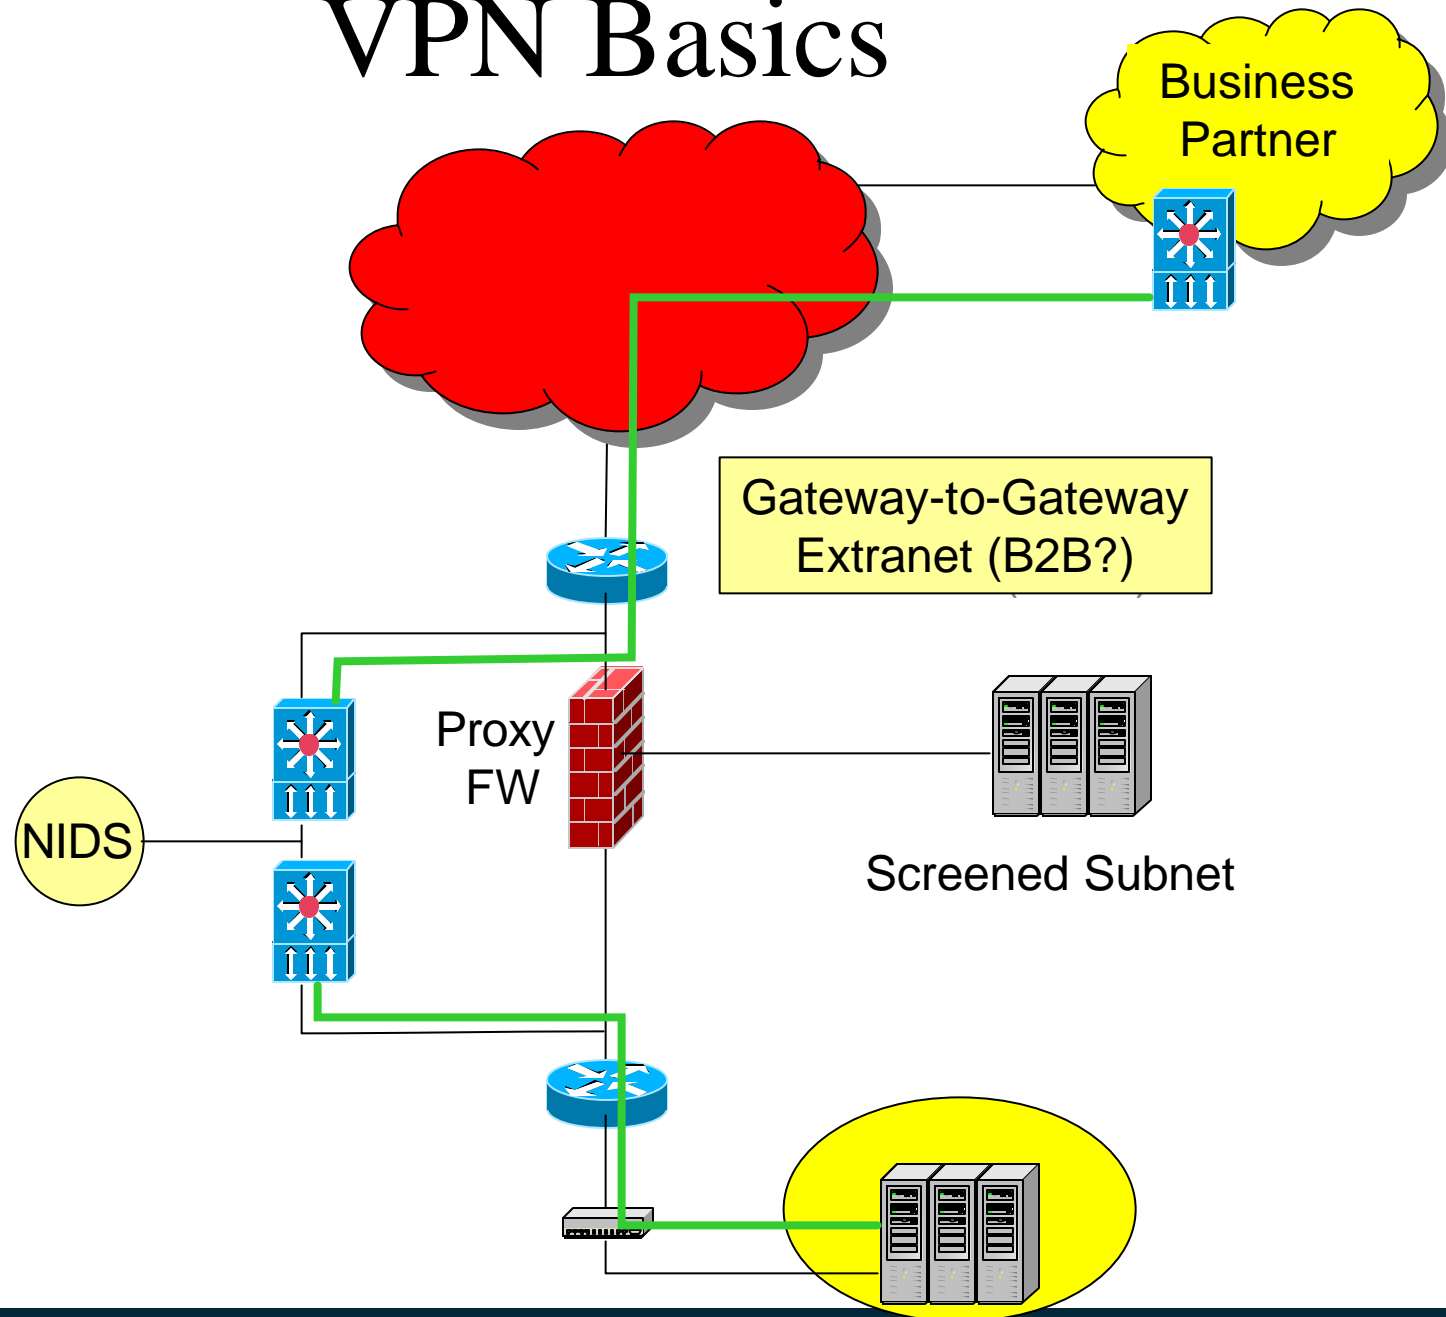 VPN Basics
Business
Partner
Gateway-to-Gateway
Extranet (B2B?)
Proxy
FW
NIDS
Screened Subnet